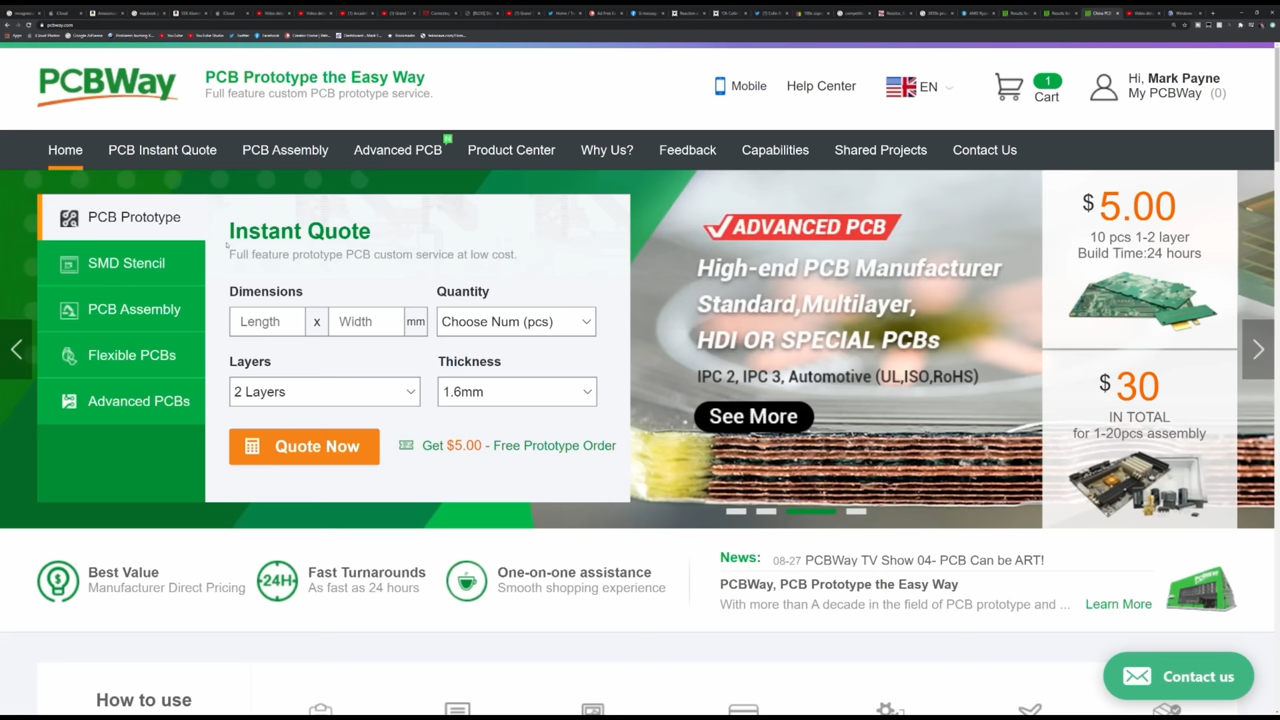 pcbway.com
PCBWay
PCB Prototype the Easy Way
Full feature custom PCB prototype service.
Mobile
Help Center
EN
1
Cart
Hi, Mark Payne
My PCBWay (0)
Home
PCB Instant Quote
PCB Assembly
Advanced PCB
N
Product Center
Why Us?
Feedback
Capabilities
Shared Projects
Contact Us
PCB Prototype
SMD Stencil
PCB Assembly
Flexible PCBs
Advanced PCBs
Instant Quote
Full feature prototype PCB custom service at low cost.
Dimensions
Quantity
Length x Width mm
Choose Num (pcs)
Layers
Thickness
2 Layers
1.6mm
Quote Now
Get $5.00 - Free Prototype Order
ADVANCED PCB
High-end PCB Manufacturer
Standard,Multilayer,
HDI OR SPECIAL PCBs
IPC 2, IPC 3, Automotive (UL,ISO,RoHS)
See More
$5.00
10 pcs 1-2 layer
Build Time:24 hours
$30
IN TOTAL
for 1-20pcs assembly
Best Value
Manufacturer Direct Pricing
24H
Fast Turnarounds
As fast as 24 hours
One-on-one assistance
Smooth shopping experience
News: 08-27 PCBWay TV Show 04- PCB Can be ART!
PCBWay, PCB Prototype the Easy Way
With more than A decade in the field of PCB prototype and ... Learn More
Contact us
How to use